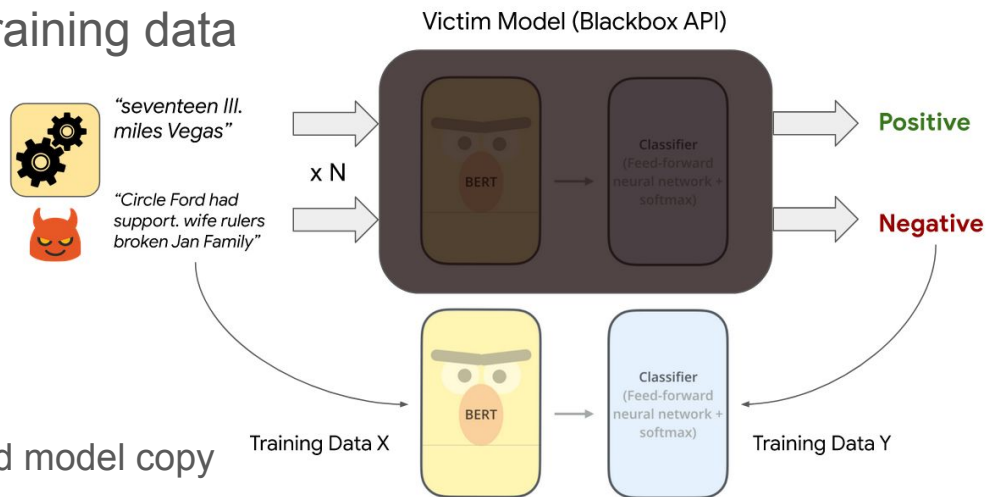 raining data
Victim Model (Blackbox API)
“seventeen III.
miles Vegas”
x N
“Circle Ford had
support. wife rulers
broken Jan Family”
BERT
Classifier
(Feed-forward
neural network +
softmax)
Positive
Negative
BERT
Classifier
(Feed-forward
neural network +
softmax)
Training Data X
Training Data Y
d model copy